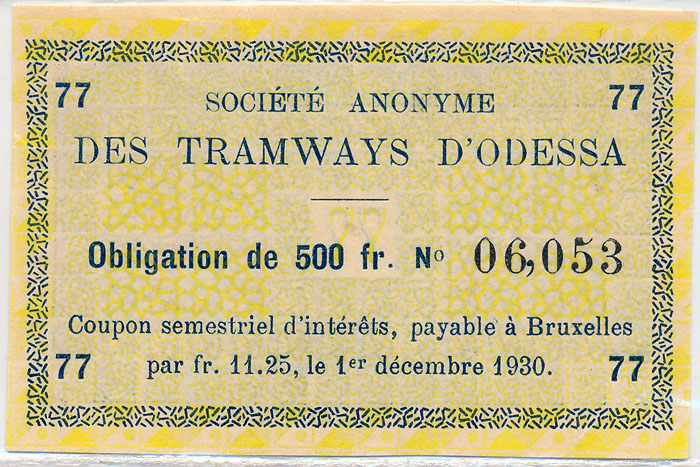 77 77
SOCIÉTÉ ANONYME
DES TRAMWAYS D'ODESSA
Obligation de 500 fr. Nº 06,053
Coupon semestriel d'intérêts, payable à Bruxelles
77 par fr. 11.25, le 1er décembre 1930. 77